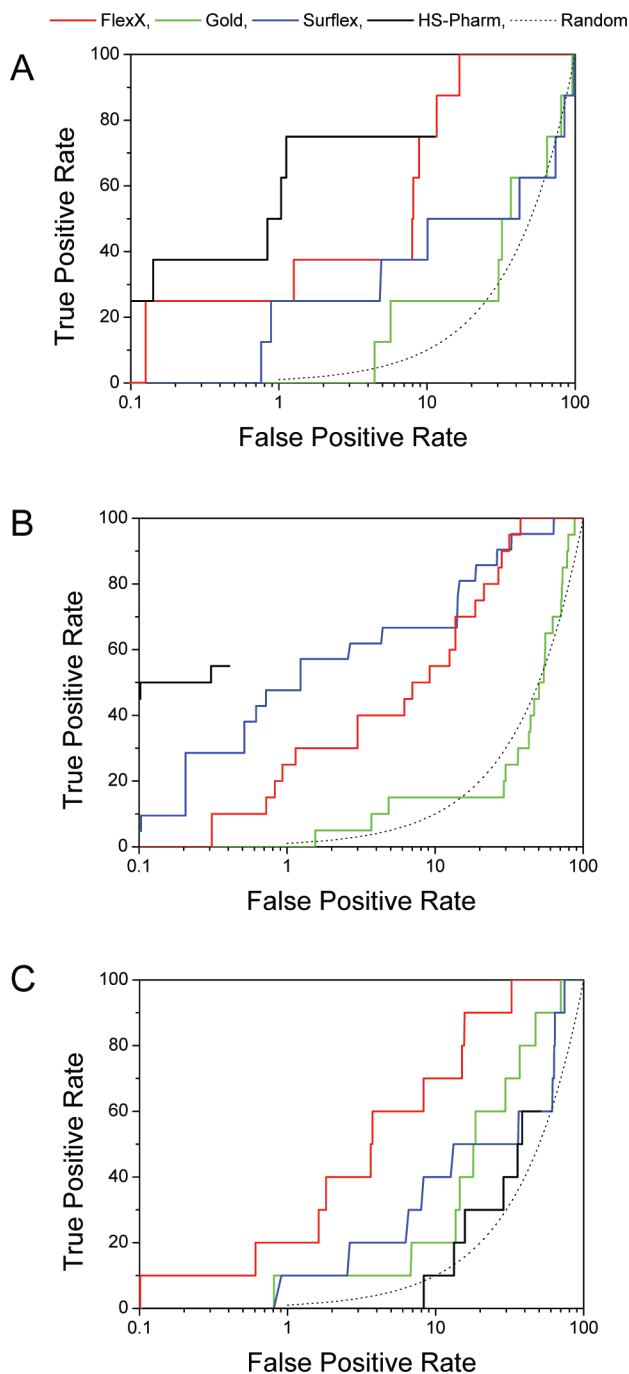 FlexX, Gold, Surflex, HS-Pharm, Random
A
100
80
60
40
20
0
True Positive Rate
0.1 1 10 100
False Positive Rate
B
100
80
60
40
20
0
True Positive Rate
0.1 1 10 100
False Positive Rate
C
100
80
60
40
20
0
True Positive Rate
0.1 1 10 100
False Positive Rate